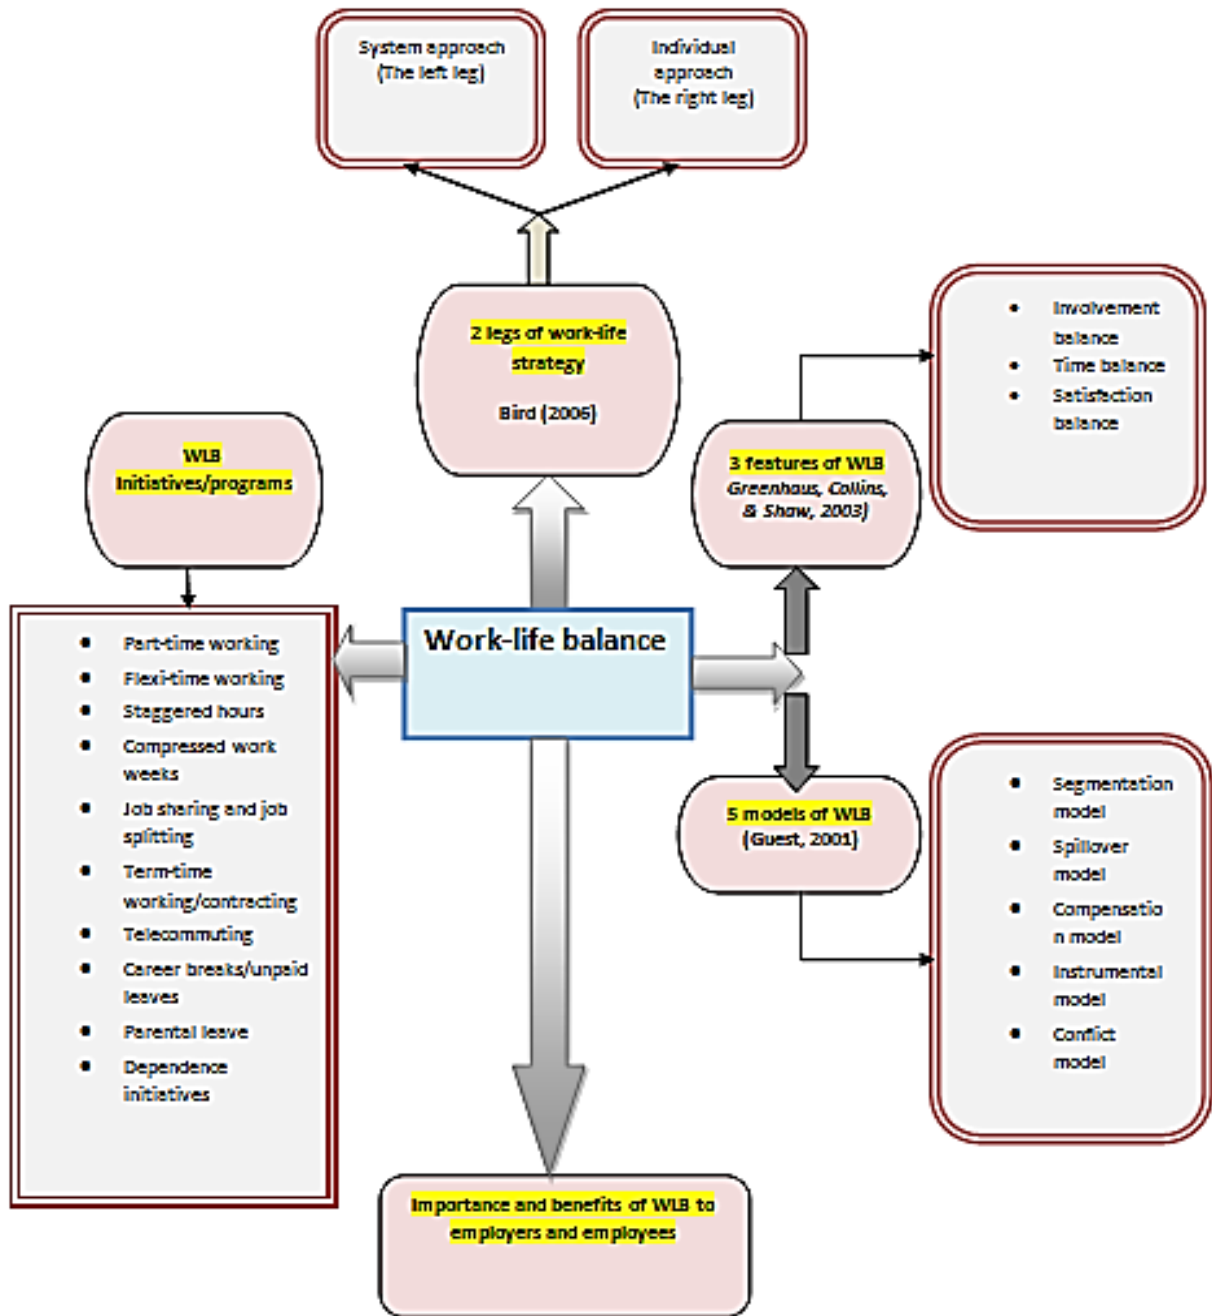 System approach
(The left leg)
Individual
approach
(The right leg)
2 legs of work-life
strategy
Bird (2006)
WLB
Initiatives/programs
3 features of WLB
Greenhaus, Collins,
& Shaw, 2003)
• Involvement
balance
• Time balance
• Satisfaction
balance
Work-life balance
• Part-time working
• Flexi-time working
• Staggered hours
• Compressed work
weeks
• Job sharing and job
splitting
• Term-time
working/contracting
• Telecommuting
• Career breaks/unpaid
leaves
• Parental leave
• Dependence
initiatives
5 models of WLB
(Guest, 2001)
• Segmentation
model
• Spillover
model
• Compensatio
n model
• Instrumental
model
• Conflict
model
Importance and benefits of WLB to
employers and employees